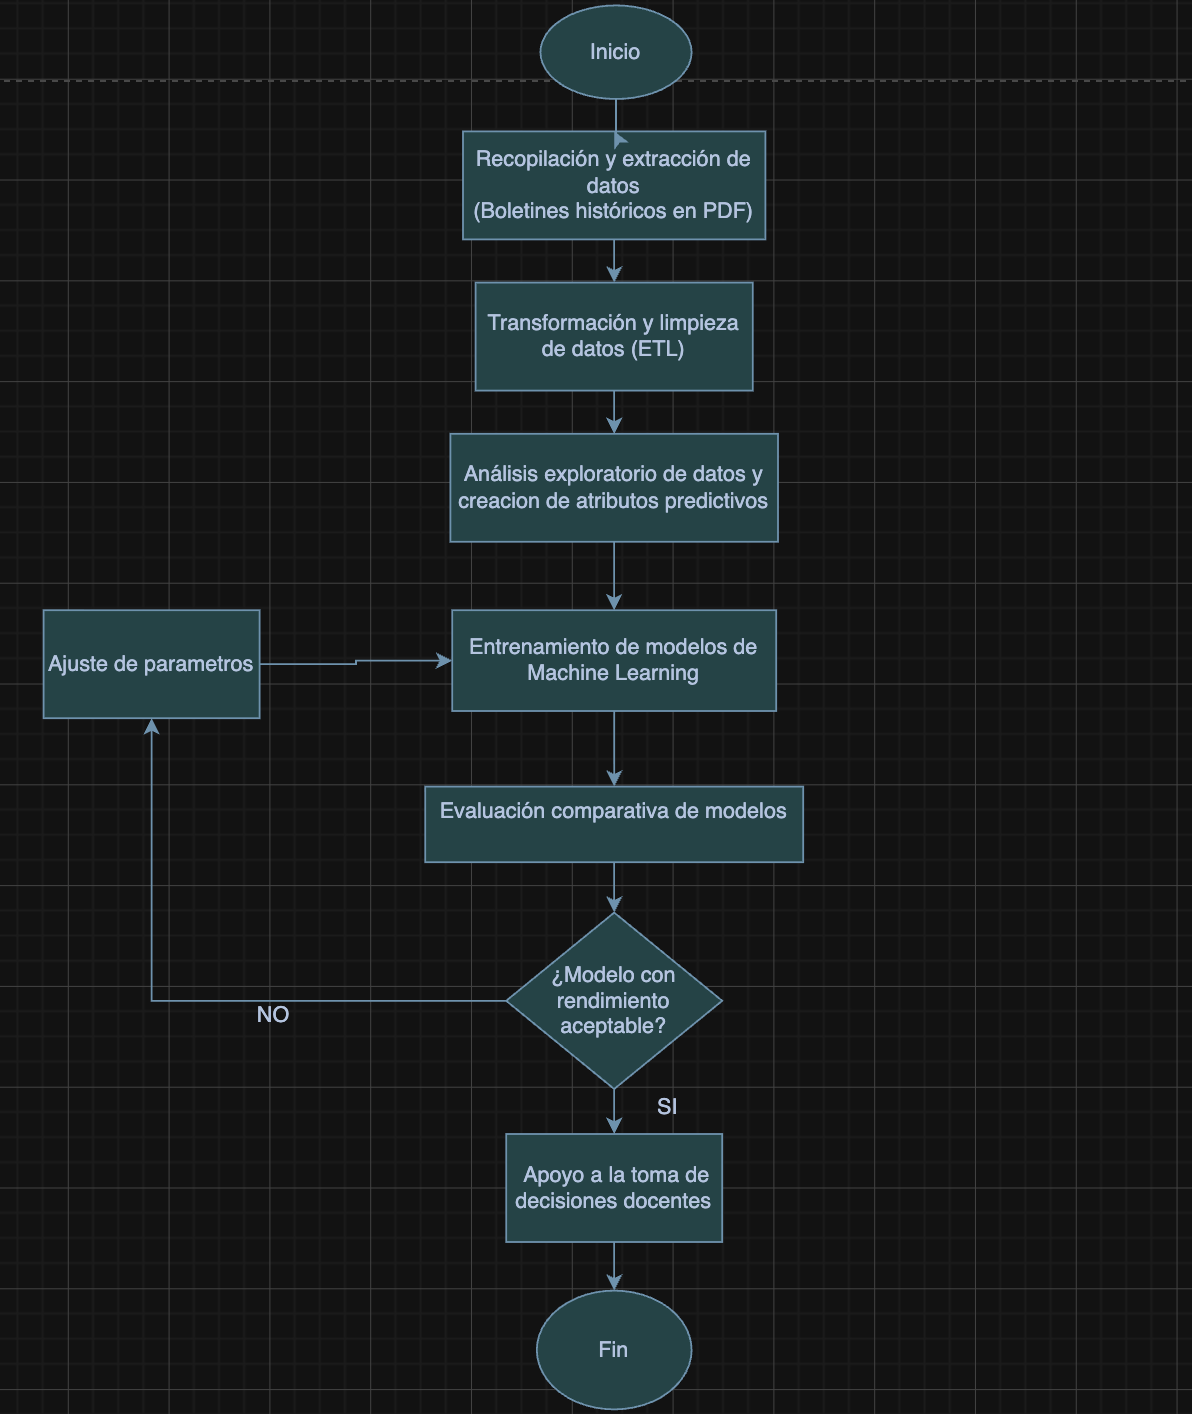 Inicio
Recopilación y extracción de
datos
(Boletines históricos en PDF)
Transformación y limpieza
de datos (ETL)
Análisis exploratorio de datos y
creacion de atributos predictivos
Ajuste de parametros
Entrenamiento de modelos de
Machine Learning
Evaluación comparativa de modelos
¿Modelo con
rendimiento
aceptable?
NO
SI
Apoyo a la toma de
decisiones docentes
Fin